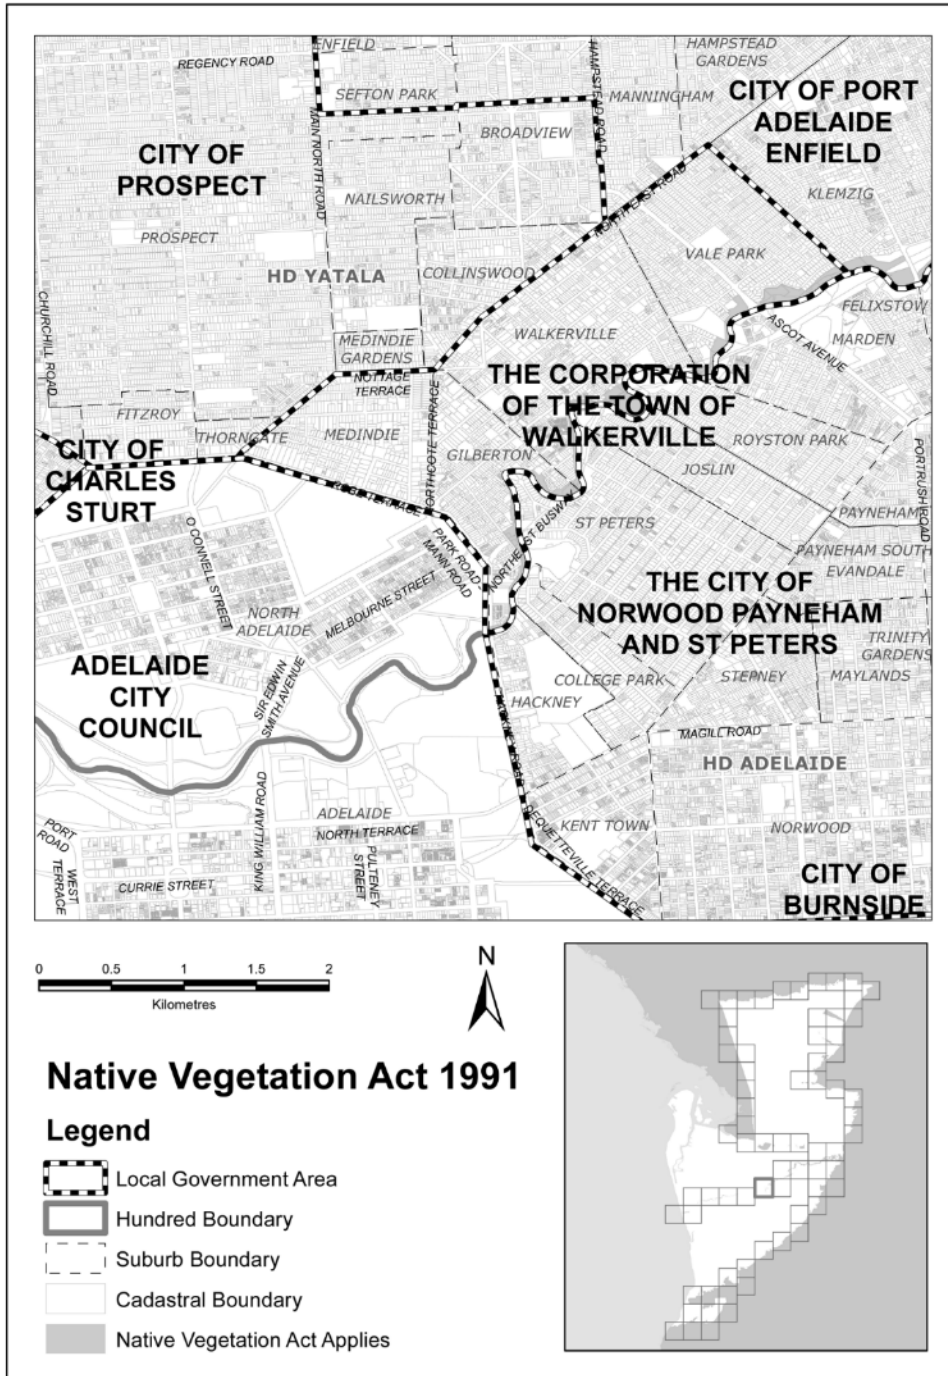 ENFIELD
REGENCY ROAD
HAMPSTEAD
GARDENS
SEFTON PARK
MAIN NORTH ROAD
HAMPSTEAD ROAD
MANNINGHAM
CITY OF PORT
ADELAIDE
ENFIELD
BROADVIEW
CITY OF
PROSPECT
NAILSWORTH
KLEMZIG
PROSPECT
NORTH EAST ROAD
VALE PARK
HD YATALA
COLLINSWOOD
CHURCHILL ROAD
FELIXSTOW
ASCOT AVENUE
MARDEN
WALKERVILLE
MEDINDIE
GARDENS
NOTTAGE
TERRACE
THE CORPORATION
OF THE TOWN OF
WALKERVILLE
FITZROY
THORNGATE
MEDINDIE
NORTHCOTE TERRACE
GILBERTON
ROYSTON PARK
JOSLIN
PORTRUSH ROAD
CITY OF
CHARLES
STURT
ROBE TERRACE
O CONNELL STREET
PARK ROAD
MANN ROAD
NORTHEAST BUSWAY
ST PETERS
PAYNEHAM
PAYNEHAM SOUTH
EVANDALE
MELBOURNE STREET
NORTH
ADELAIDE
THE CITY OF
NORWOOD PAYNEHAM
AND ST PETERS
TRINITY
GARDENS
ADELAIDE
CITY
COUNCIL
SIR EDWIN
SMITH AVENUE
COLLEGE PARK
STEPNEY
MAYLANDS
HACKNEY
HACKNEY ROAD
MAGILL ROAD
HD ADELAIDE
ADELAIDE
NORTH TERRACE
KING WILLIAM ROAD
PULTENEY
STREET
PORT
ROAD
WEST
TERRACE
CURRIE STREET
DEQUETTEVILLE TERRACE
KENT TOWN
NORWOOD
CITY OF
BURNSIDE
0 0.5 1 1.5 2
Kilometres
N
Native Vegetation Act 1991
Legend
Local Government Area
Hundred Boundary
Suburb Boundary
Cadastral Boundary
Native Vegetation Act Applies